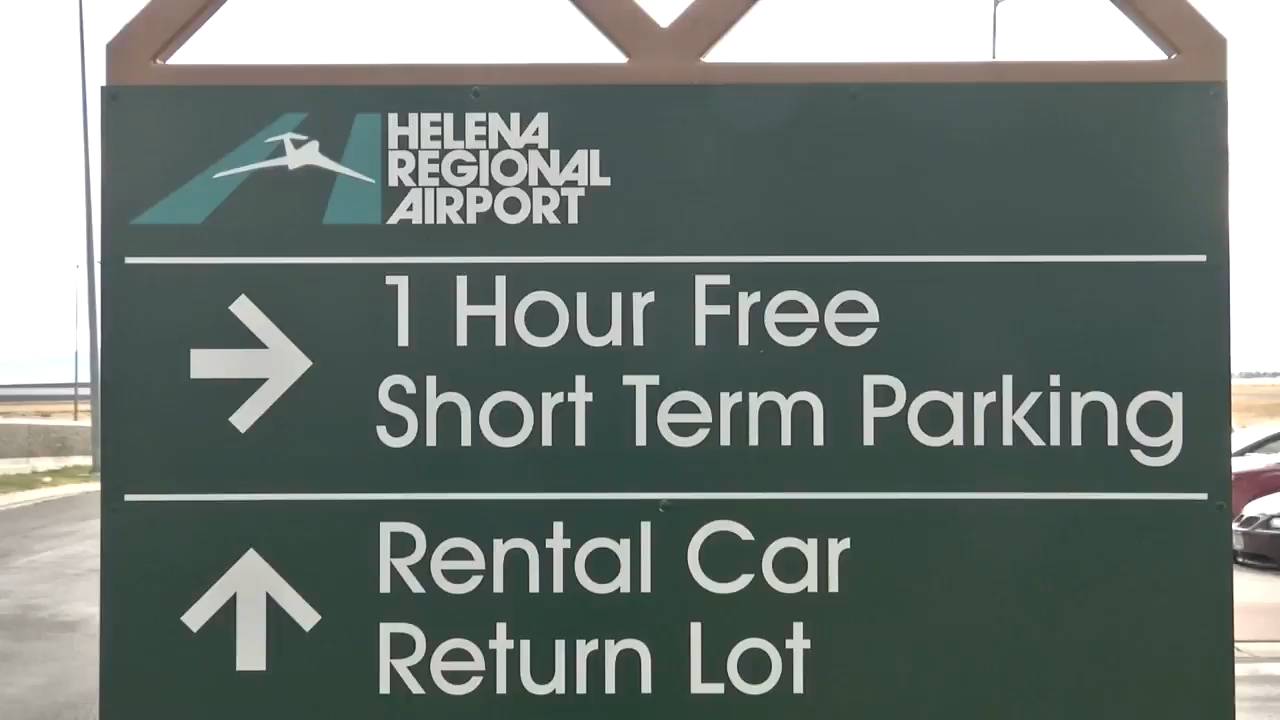 HELENA
REGIONAL
AIRPORT
1 Hour Free
Short Term Parking
Rental Car
Return Lot